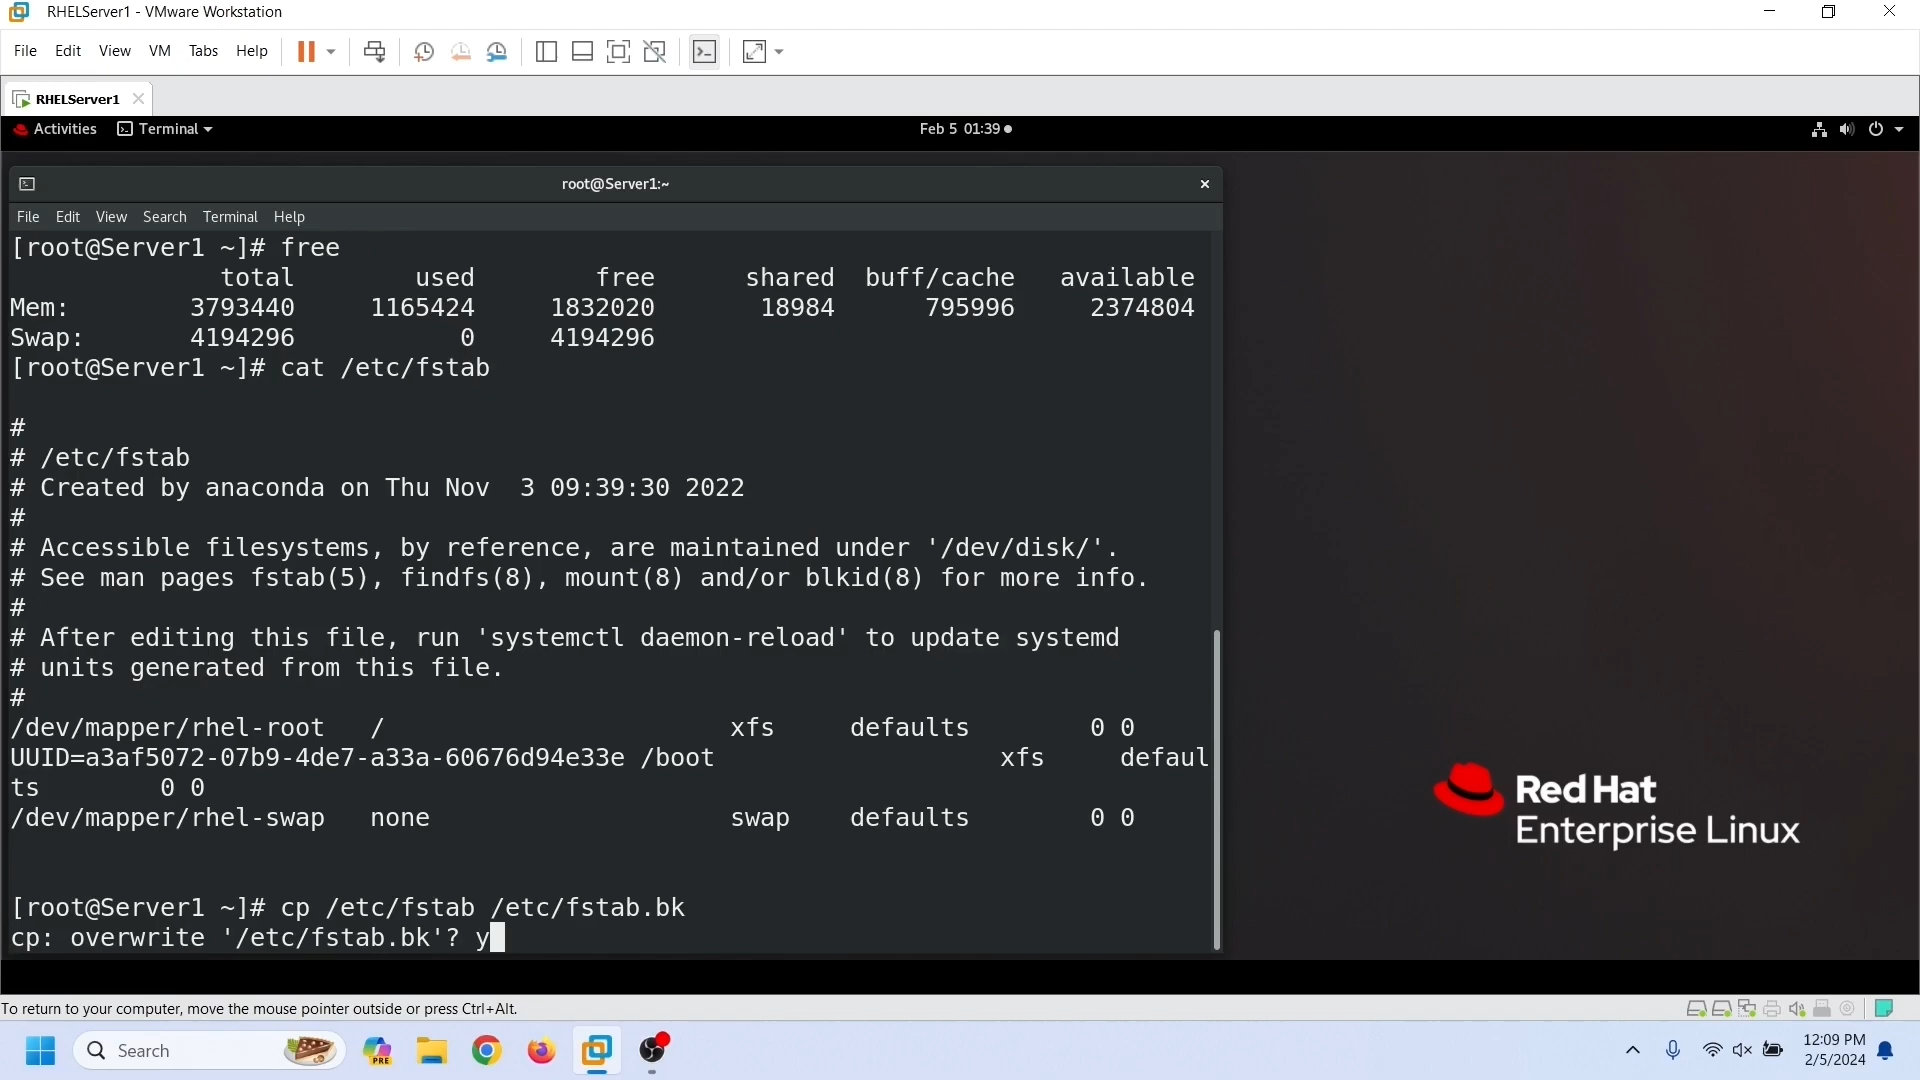 RHELServer1 - VMware Workstation
File Edit View VM Tabs Help
RHELServer1
Activities Terminal Feb 5 01:39
root@Server1:~
File Edit View Search Terminal Help
[root@Server1 ~]# free
total used free shared buff/cache available
Mem: 3793440 1165424 1832020 18984 795996 2374804
Swap: 4194296 0 4194296
[root@Server1 ~]# cat /etc/fstab
#
# /etc/fstab
# Created by anaconda on Thu Nov  3 09:39:30 2022
#
# Accessible filesystems, by reference, are maintained under '/dev/disk/'.
# See man pages fstab(5), findfs(8), mount(8) and/or blkid(8) for more info.
#
# After editing this file, run 'systemctl daemon-reload' to update systemd
# units generated from this file.
#
/dev/mapper/rhel-root / xfs defaults 0 0
UUID=a3af5072-07b9-4de7-a33a-60676d94e33e /boot xfs defaul
ts 0 0
/dev/mapper/rhel-swap none swap defaults 0 0
[root@Server1 ~]# cp /etc/fstab /etc/fstab.bk
cp: overwrite '/etc/fstab.bk'? y
Red Hat
Enterprise Linux
To return to your computer, move the mouse pointer outside or press Ctrl+Alt.
Search
PRE
12:09 PM
2/5/2024